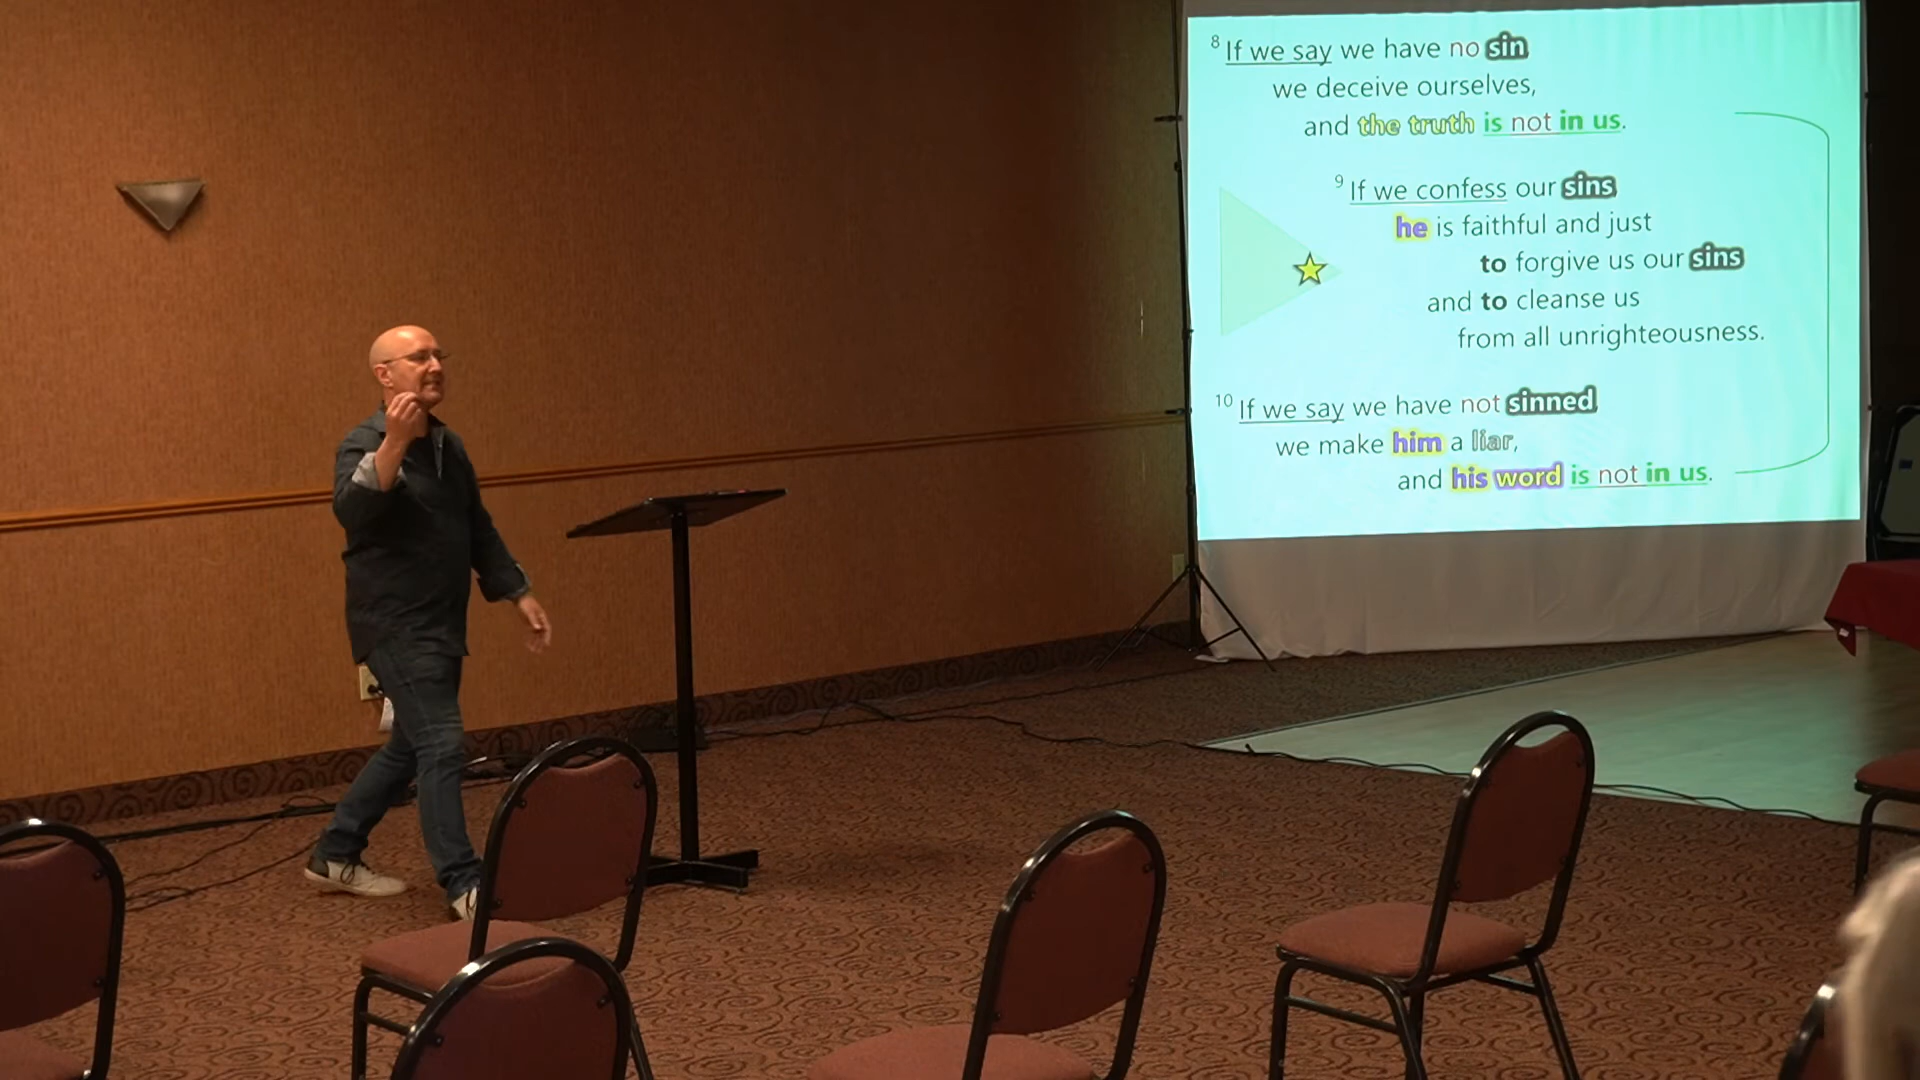 8 If we say we have no sin
we deceive ourselves,
and the truth is not in us.
9 If we confess our sins
he is faithful and just
to forgive us our sins
and to cleanse us
from all unrighteousness.
10 If we say we have not sinned
we make him a liar,
and his word is not in us.